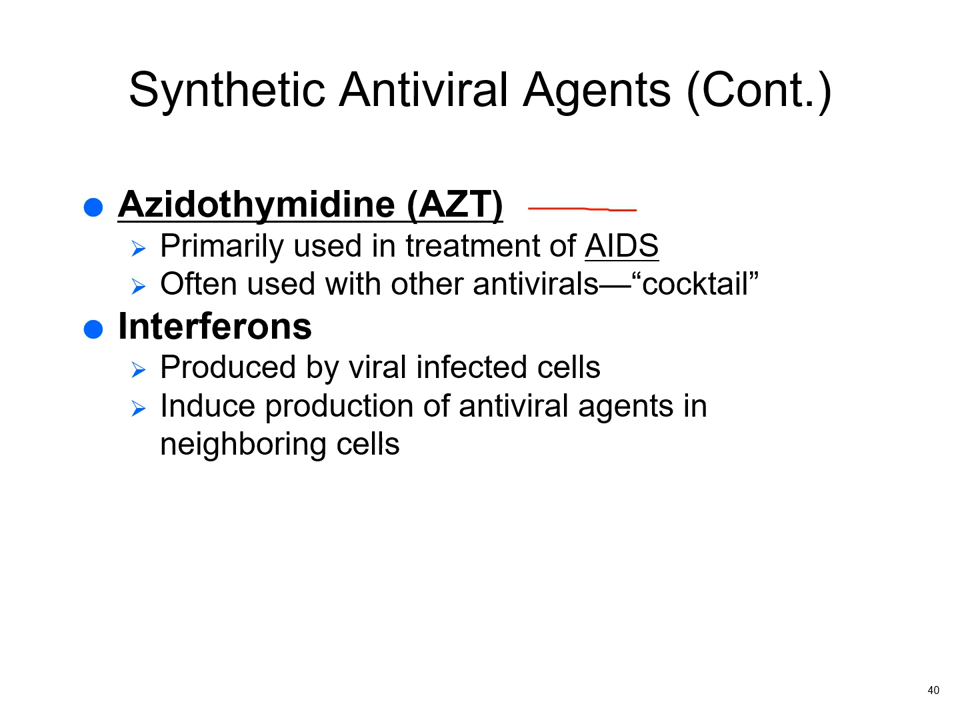 Synthetic Antiviral Agents (Cont.)
Azidothymidine (AZT)
Primarily used in treatment of AIDS
Often used with other antivirals—“cocktail”
Interferons
Produced by viral infected cells
Induce production of antiviral agents in
neighboring cells
40